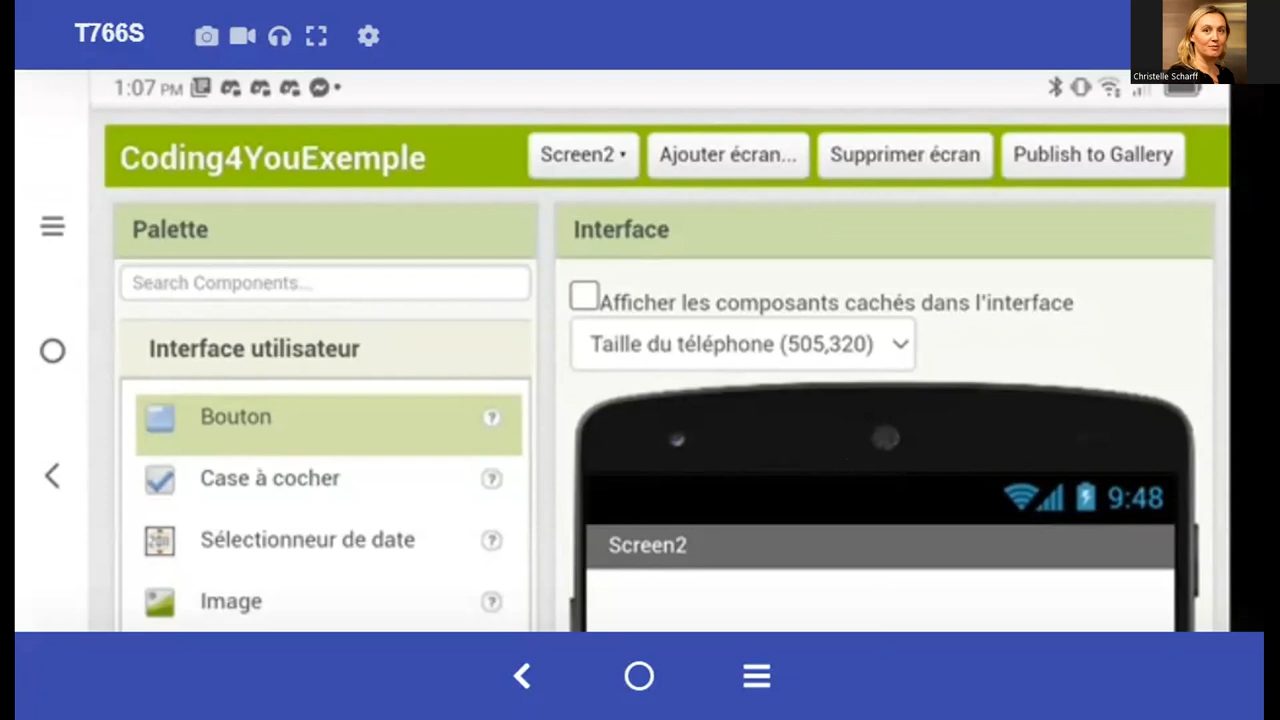 T766S
Christelle Scharff
1:07 PM
Coding4YouExemple
Screen2
Ajouter écran...
Supprimer écran
Publish to Gallery
Palette
Interface
Search Components...
Afficher les composants cachés dans l'interface
Interface utilisateur
Taille du téléphone (505,320)
Bouton
?
Case à cocher
?
9:48
Sélectionneur de date
?
Screen2
Image
?